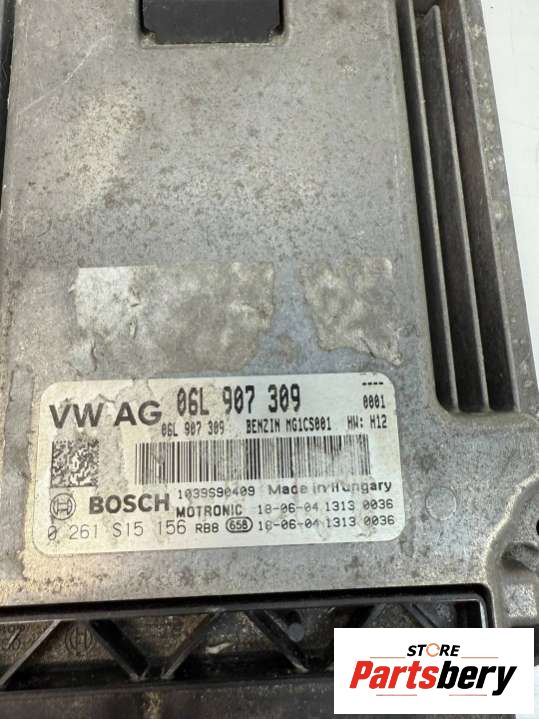 VW AG 06L 907 309 ----
06L 907 309 BENZIN MG1CS001 0001
HW: H12
BOSCH 1039S90409 Made in Hungary
MOTRONIC 18-06-04 1313 0036
0 261 S15 156 RBB 658 18-06-04 1313 0036
STORE
Partsbery